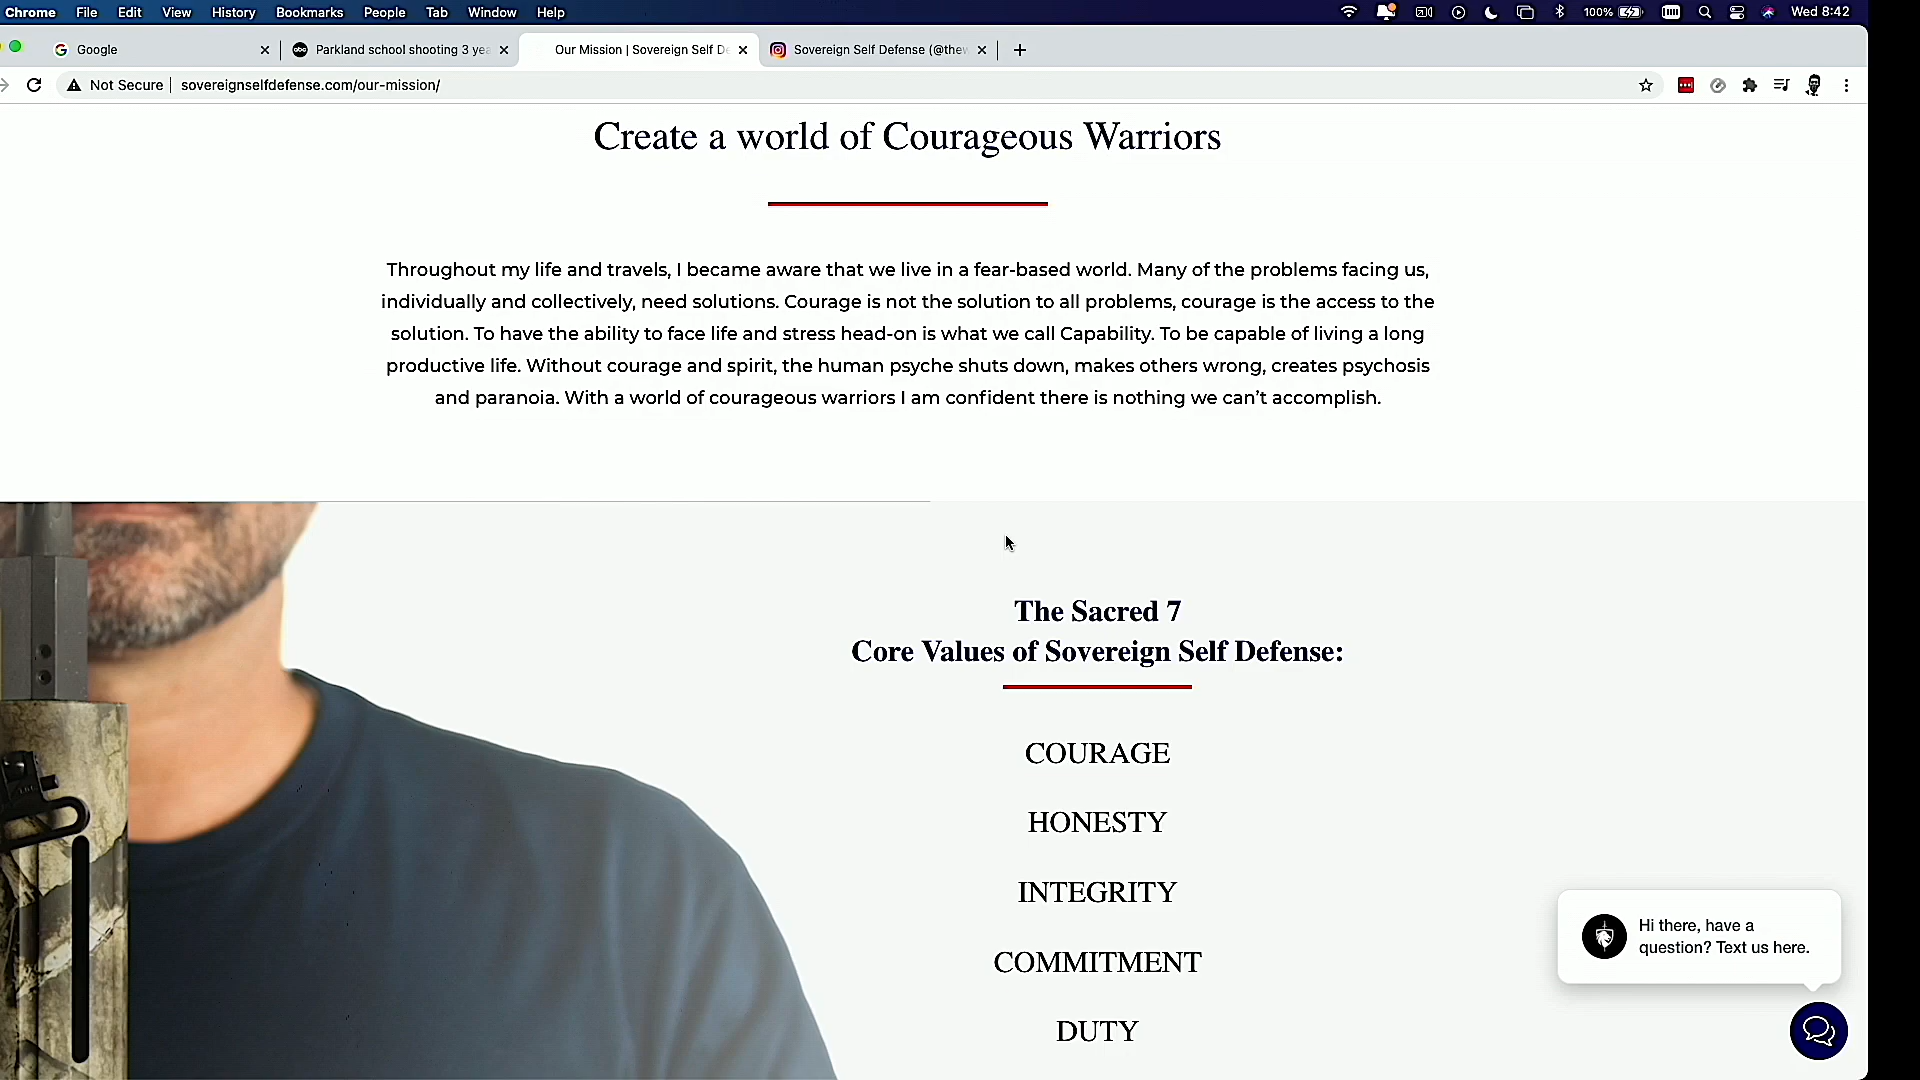 Chrome File Edit View History Bookmarks People Tab Window Help 100% Wed 8:42
Google Parkland school shooting 3 yea Our Mission | Sovereign Self De Sovereign Self Defense (@thew
Not Secure sovereignselfdefense.com/our-mission/
Create a world of Courageous Warriors
Throughout my life and travels, I became aware that we live in a fear-based world. Many of the problems facing us,
individually and collectively, need solutions. Courage is not the solution to all problems, courage is the access to the
solution. To have the ability to face life and stress head-on is what we call Capability. To be capable of living a long
productive life. Without courage and spirit, the human psyche shuts down, makes others wrong, creates psychosis
and paranoia. With a world of courageous warriors I am confident there is nothing we can’t accomplish.
The Sacred 7
Core Values of Sovereign Self Defense:
COURAGE
HONESTY
INTEGRITY
COMMITMENT
DUTY
Hi there, have a
question? Text us here.